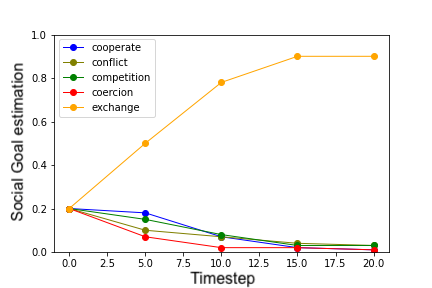 1.0
0.8
0.6
0.4
0.2
0.0
Social Goal estimation
cooperate
conflict
competition
coercion
exchange
0.0 2.5 5.0 7.5 10.0 12.5 15.0 17.5 20.0
Timestep